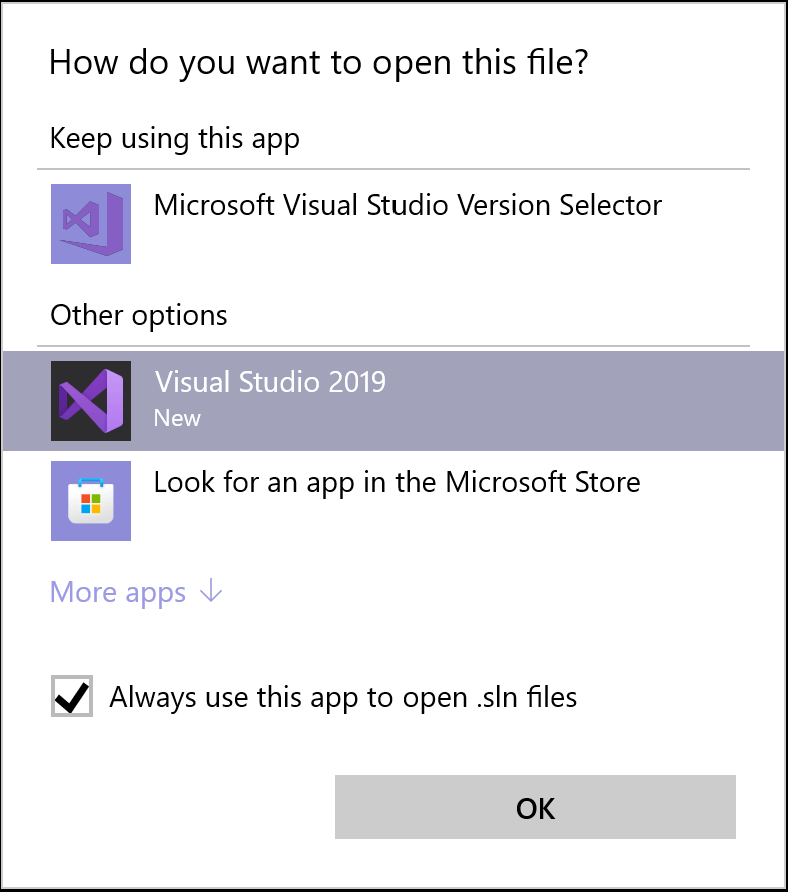 How do you want to open this file?
Keep using this app
Microsoft Visual Studio Version Selector
Other options
Visual Studio 2019
New
Look for an app in the Microsoft Store
More apps ↓
Always use this app to open .sln files
OK